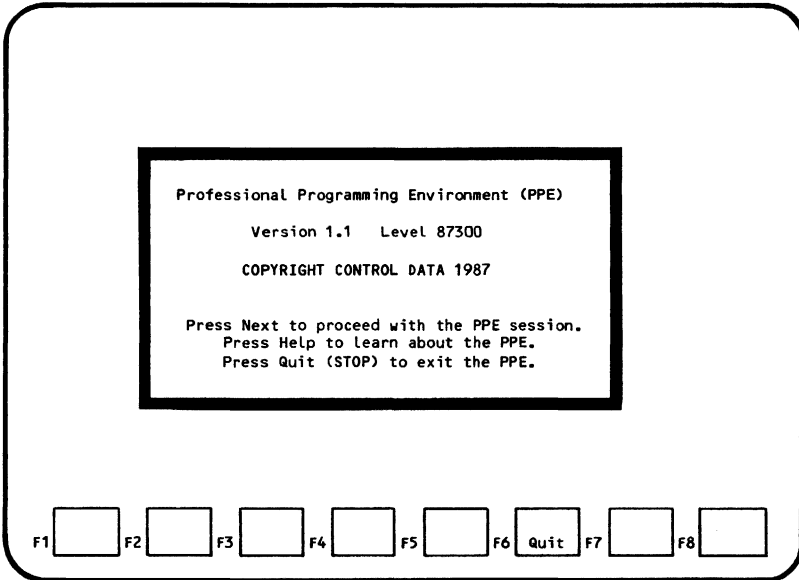 Professional Programming Environment (PPE)
Version 1.1 Level 87300
COPYRIGHT CONTROL DATA 1987
Press Next to proceed with the PPE session.
Press Help to learn about the PPE.
Press Quit (STOP) to exit the PPE.
F1 F2 F3 F4 F5 F6 Quit F7 F8